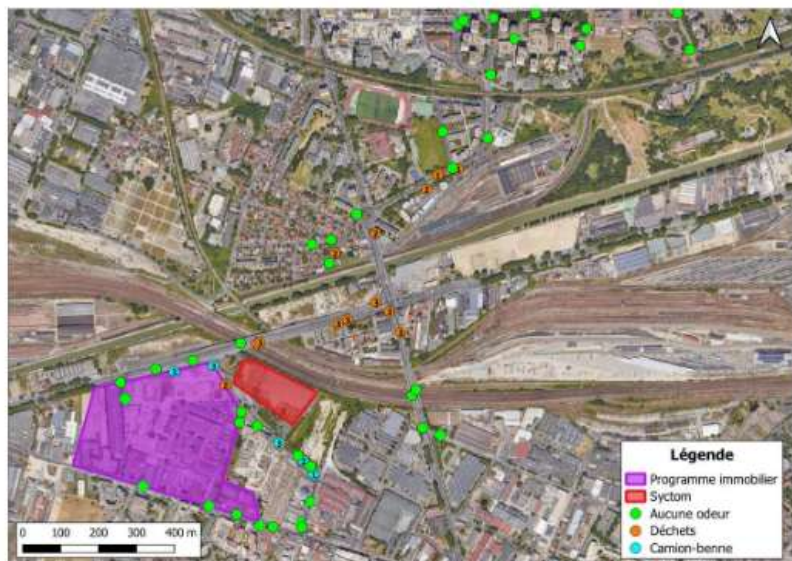 Légende
Programme immobilier
Syctom
Aucune odeur
Déchets
Camion-benne
0 100 200 300 400 m